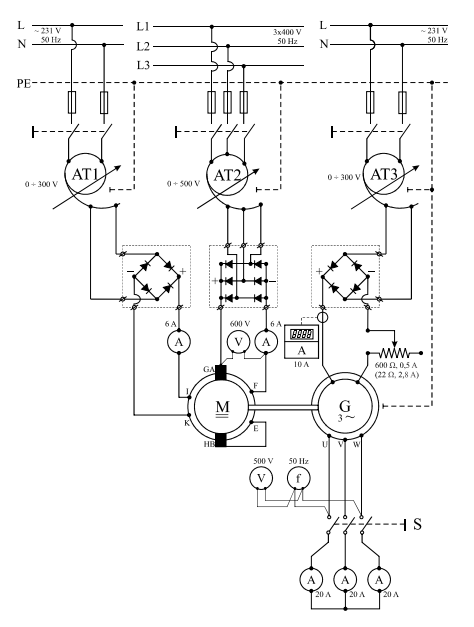 L
~ 231 V
N
50 Hz
L1
3x400 V
L2
50 Hz
L3
L
~ 231 V
N
50 Hz
PE
AT1
0 ÷ 300 V
AT2
0 ÷ 500 V
AT3
0 ÷ 300 V
-
+
+
-
+
-
6 A
A
600 V
V
6 A
A
8888
A
10 A
600 Ω, 0,5 A
(22 Ω, 2,8 A)
GA
I
F
M
G
3 ~
K
E
HB
U
V
W
500 V
V
50 Hz
f
S
A
20 A
A
20 A
A
20 A